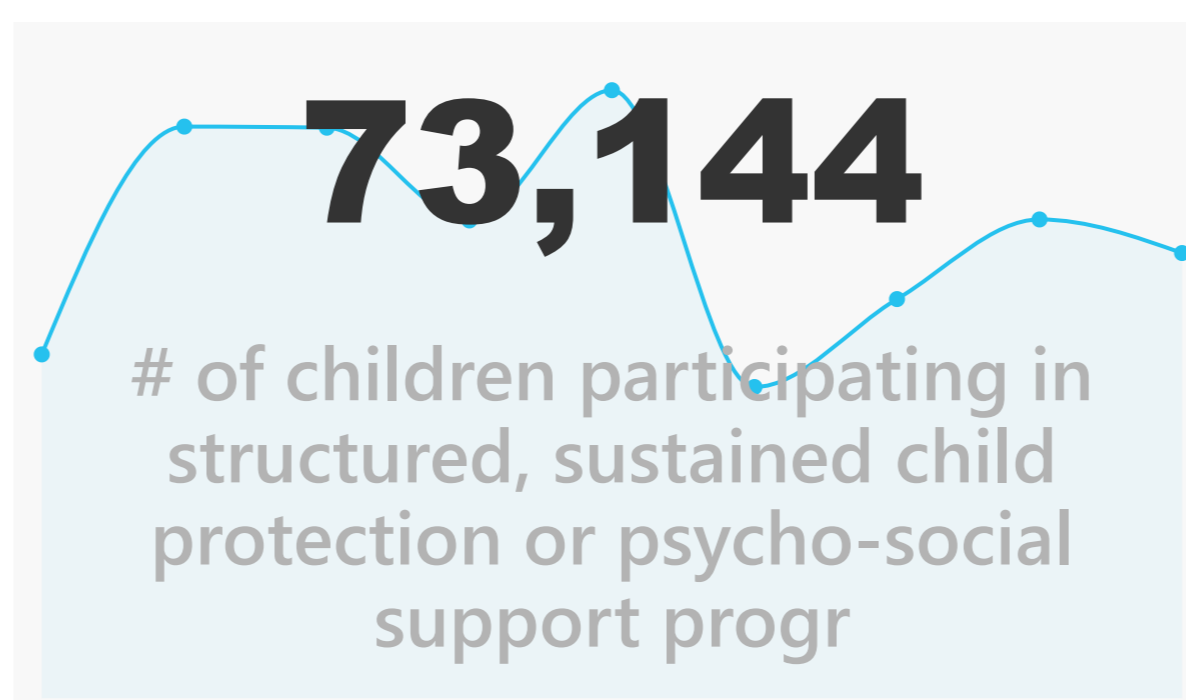 73,144
# of children participating in
structured, sustained child
protection or psycho-social
support progr